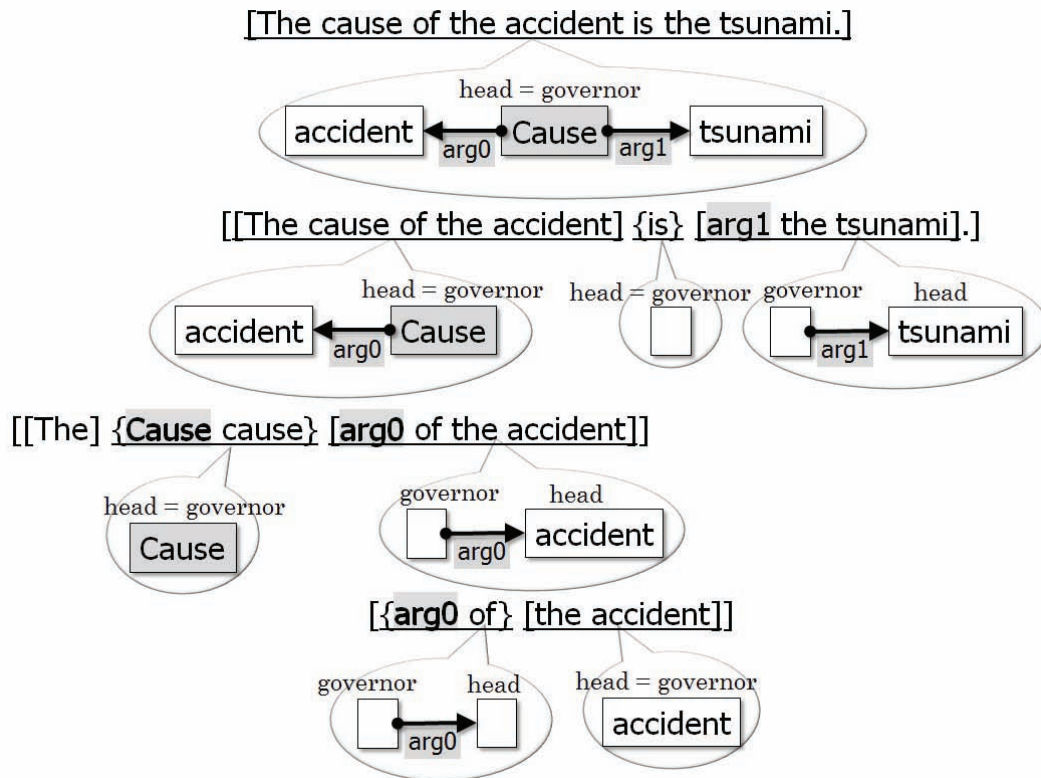 [The cause of the accident is the tsunami.]
head = governor
accident Cause tsunami
arg0 arg1
[[The cause of the accident] {is} [arg1 the tsunami].]
head = governor head = governor governor head
accident Cause tsunami
arg0 arg1
[[The] {Cause cause} [arg0 of the accident]]
governor head
head = governor
accident
Cause
arg0
[{arg0 of} [the accident]]
governor head head = governor
accident
arg0